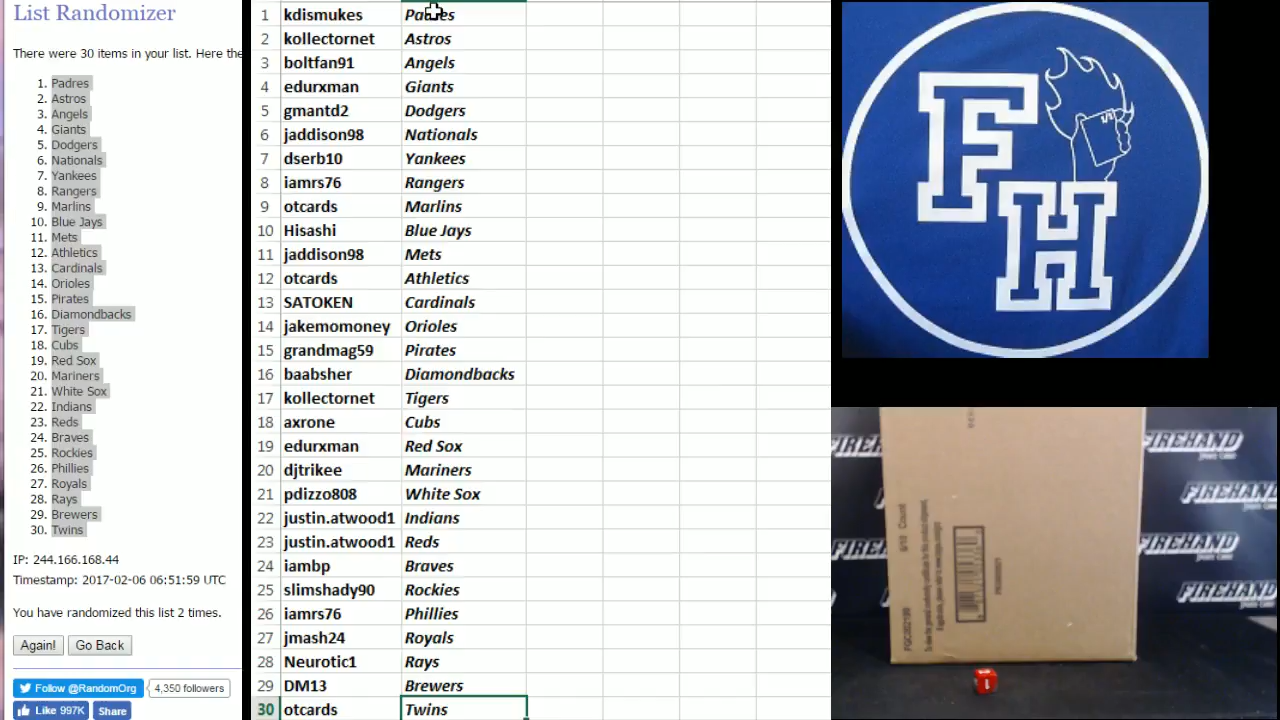 List Randomizer
There were 30 items in your list. Here the
1. Padres
2. Astros
3. Angels
4. Giants
5. Dodgers
6. Nationals
7. Yankees
8. Rangers
9. Marlins
10. Blue Jays
11. Mets
12. Athletics
13. Cardinals
14. Orioles
15. Pirates
16. Diamondbacks
17. Tigers
18. Cubs
19. Red Sox
20. Mariners
21. White Sox
22. Indians
23. Reds
24. Braves
25. Rockies
26. Phillies
27. Royals
28. Rays
29. Brewers
30. Twins
IP: 244.166.168.44
Timestamp: 2017-02-06 06:51:59 UTC
You have randomized this list 2 times.
Again! Go Back
Follow @RandomOrg 4,350 followers
Like 997K Share
1 kdismukes Padres
2 kollectornet Astros
3 boltfan91 Angels
4 edurxman Giants
5 gmantd2 Dodgers
6 jaddison98 Nationals
7 dserb10 Yankees
8 iamrs76 Rangers
9 otcards Marlins
10 Hisashi Blue Jays
11 jaddison98 Mets
12 otcards Athletics
13 SATOKEN Cardinals
14 jakemomoney Orioles
15 grandmag59 Pirates
16 baabsher Diamondbacks
17 kollectornet Tigers
18 axrone Cubs
19 edurxman Red Sox
20 djtrikee Mariners
21 pdizzo808 White Sox
22 justin.atwood1 Indians
23 justin.atwood1 Reds
24 iambp Braves
25 slimshady90 Rockies
26 iamrs76 Phillies
27 jmash24 Royals
28 Neurotic1 Rays
29 DM13 Brewers
30 otcards Twins
F
H
1/1
FIREHAND
FIREHAND
FIREHAND
FIREHAND
Count